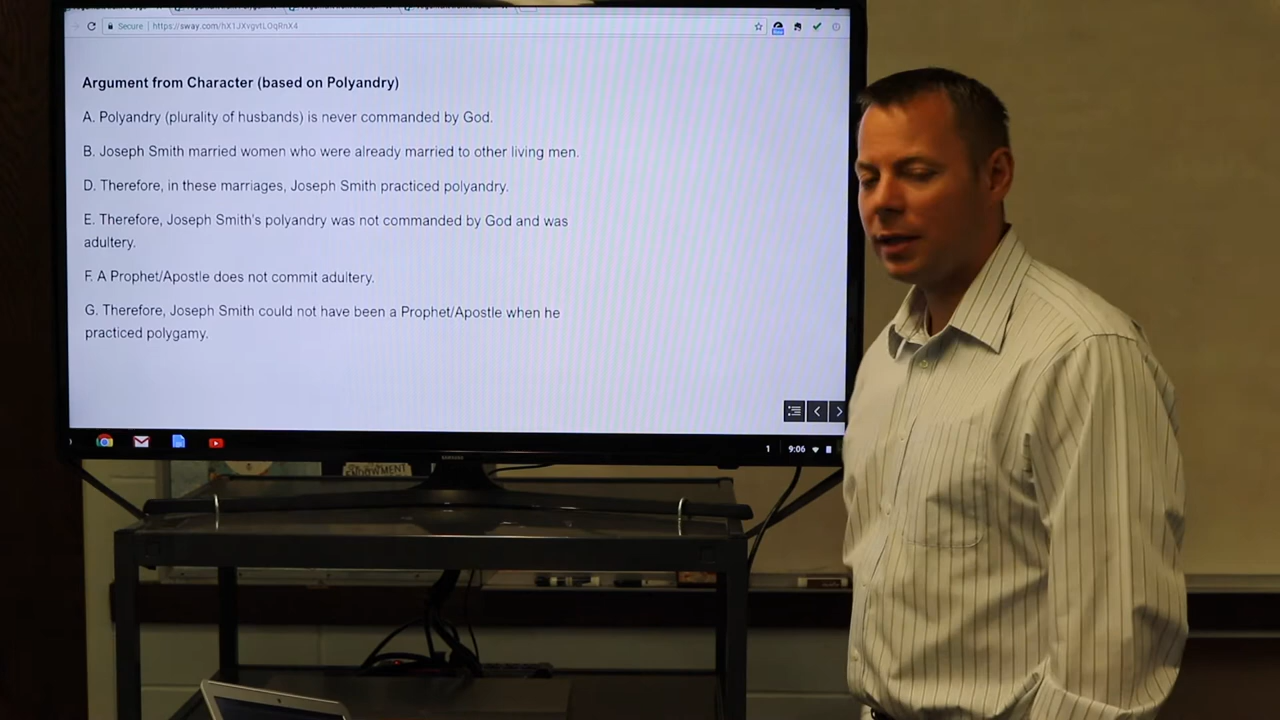 Secure | https://sway.com/hX1JXvgvtLOqRnX4
Argument from Character (based on Polyandry)
A. Polyandry (plurality of husbands) is never commanded by God.
B. Joseph Smith married women who were already married to other living men.
D. Therefore, in these marriages, Joseph Smith practiced polyandry.
E. Therefore, Joseph Smith's polyandry was not commanded by God and was
adultery.
F. A Prophet/Apostle does not commit adultery.
G. Therefore, Joseph Smith could not have been a Prophet/Apostle when he
practiced polygamy.
1 9:06
SAMSUNG